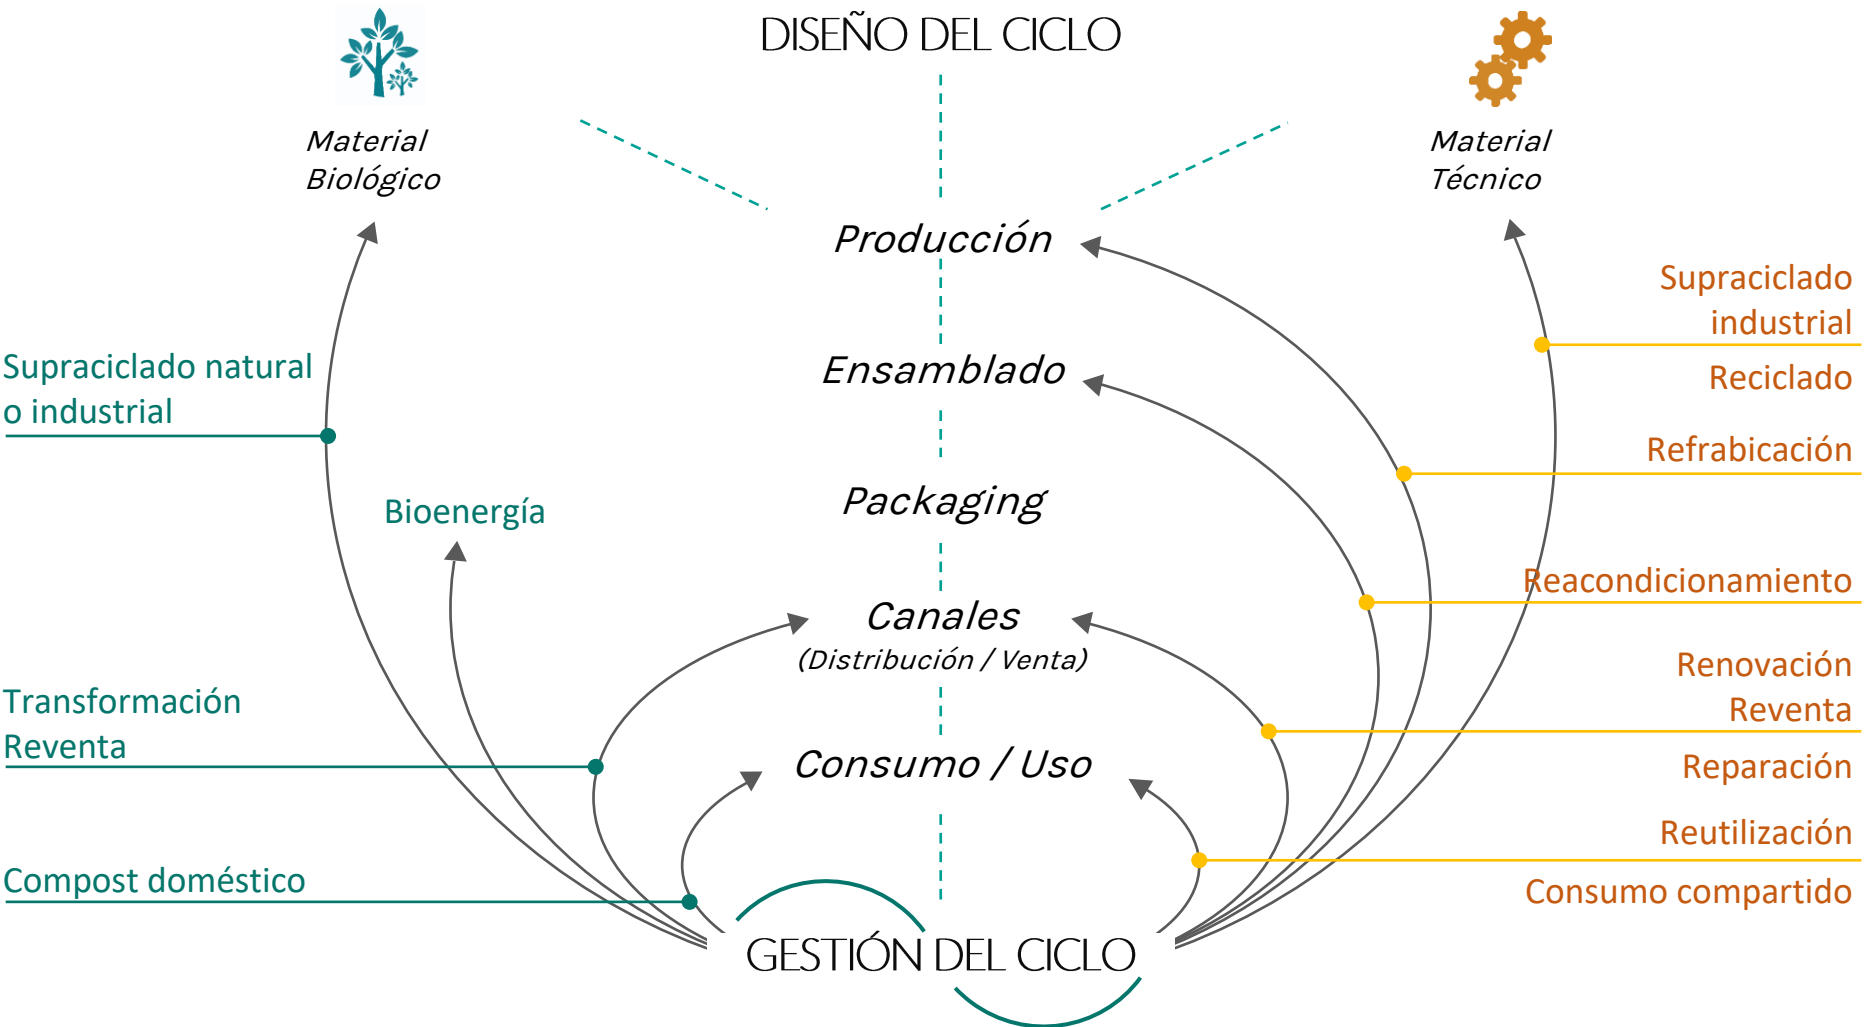 DISEÑO DEL CICLO
Material
Biológico
Material
Técnico
Producción
Supraciclado
industrial
Reciclado
Supraciclado natural
o industrial
Ensamblado
Refrabicación
Bioenergía
Packaging
Reacondicionamiento
Canales
(Distribución / Venta)
Renovación
Reventa
Transformación
Reventa
Consumo / Uso
Reparación
Reutilización
Compost doméstico
Consumo compartido
GESTIÓN DEL CICLO